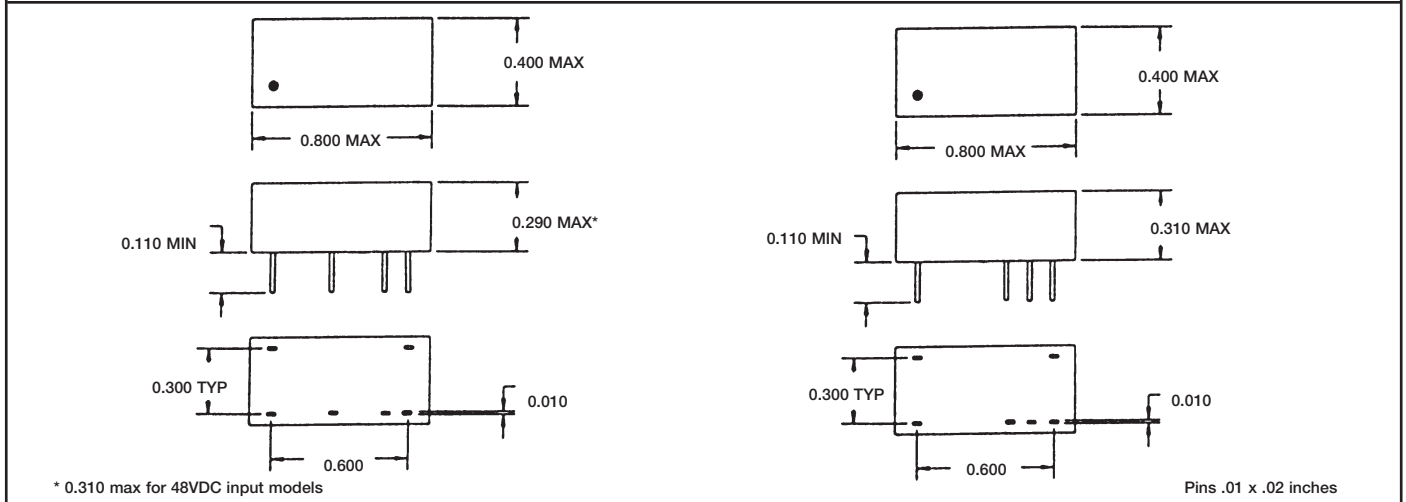 0.400 MAX
0.800 MAX
0.290 MAX*
0.110 MIN
0.300 TYP
0.010
0.600
* 0.310 max for 48VDC input models
0.400 MAX
0.800 MAX
0.310 MAX
0.110 MIN
0.300 TYP
0.010
0.600
Pins .01 x .02 inches